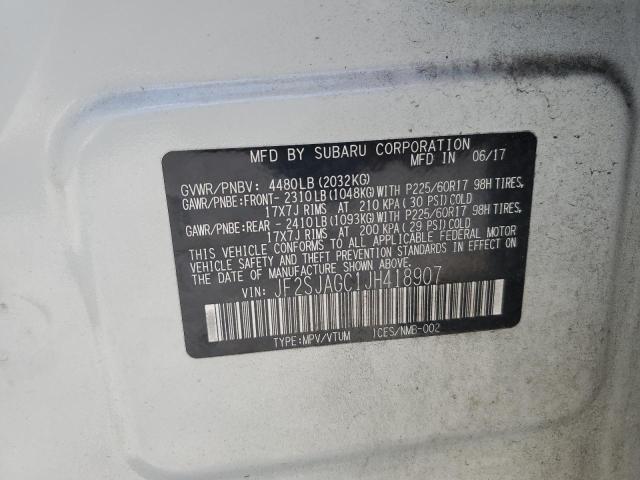 MFD BY SUBARU CORPORATION
MFD IN 06/17
GVWR/PNBV: 4480LB(2032KG)
GAWR/PNBE:FRONT- 2310LB(1048KG)WITH P225/60R17 98H TIRES,
17X7J RIMS AT 210 KPA(30 PSI)COLD
GAWR/PNBE:REAR - 2410LB(1093KG)WITH P225/60R17 98H TIRES,
17X7J RIMS AT 200 KPA(29 PSI)COLD
THIS VEHICLE CONFORMS TO ALL APPLICABLE FEDERAL MOTOR
VEHICLE SAFETY AND THEFT PREVENTION STANDARDS IN EFFECT
ON THE DATE OF MANUFACTURE SHOWN ABOVE.
VIN: JF2SJAGC1JH418907
TYPE:MPV/VTUM ICES/NMB-002